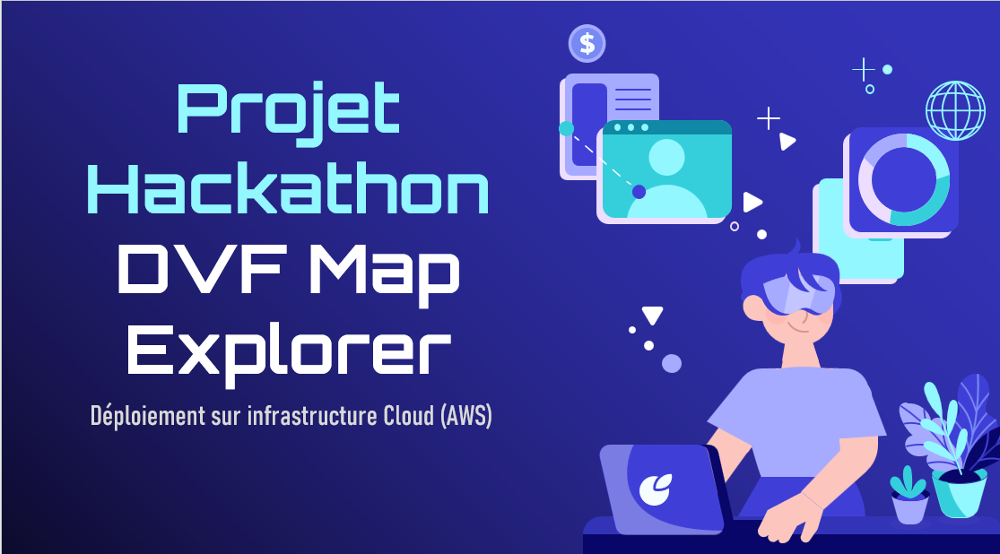 Projet
Hackathon
DVF Map
Explorer
Déploiement sur infrastructure Cloud (AWS)
$